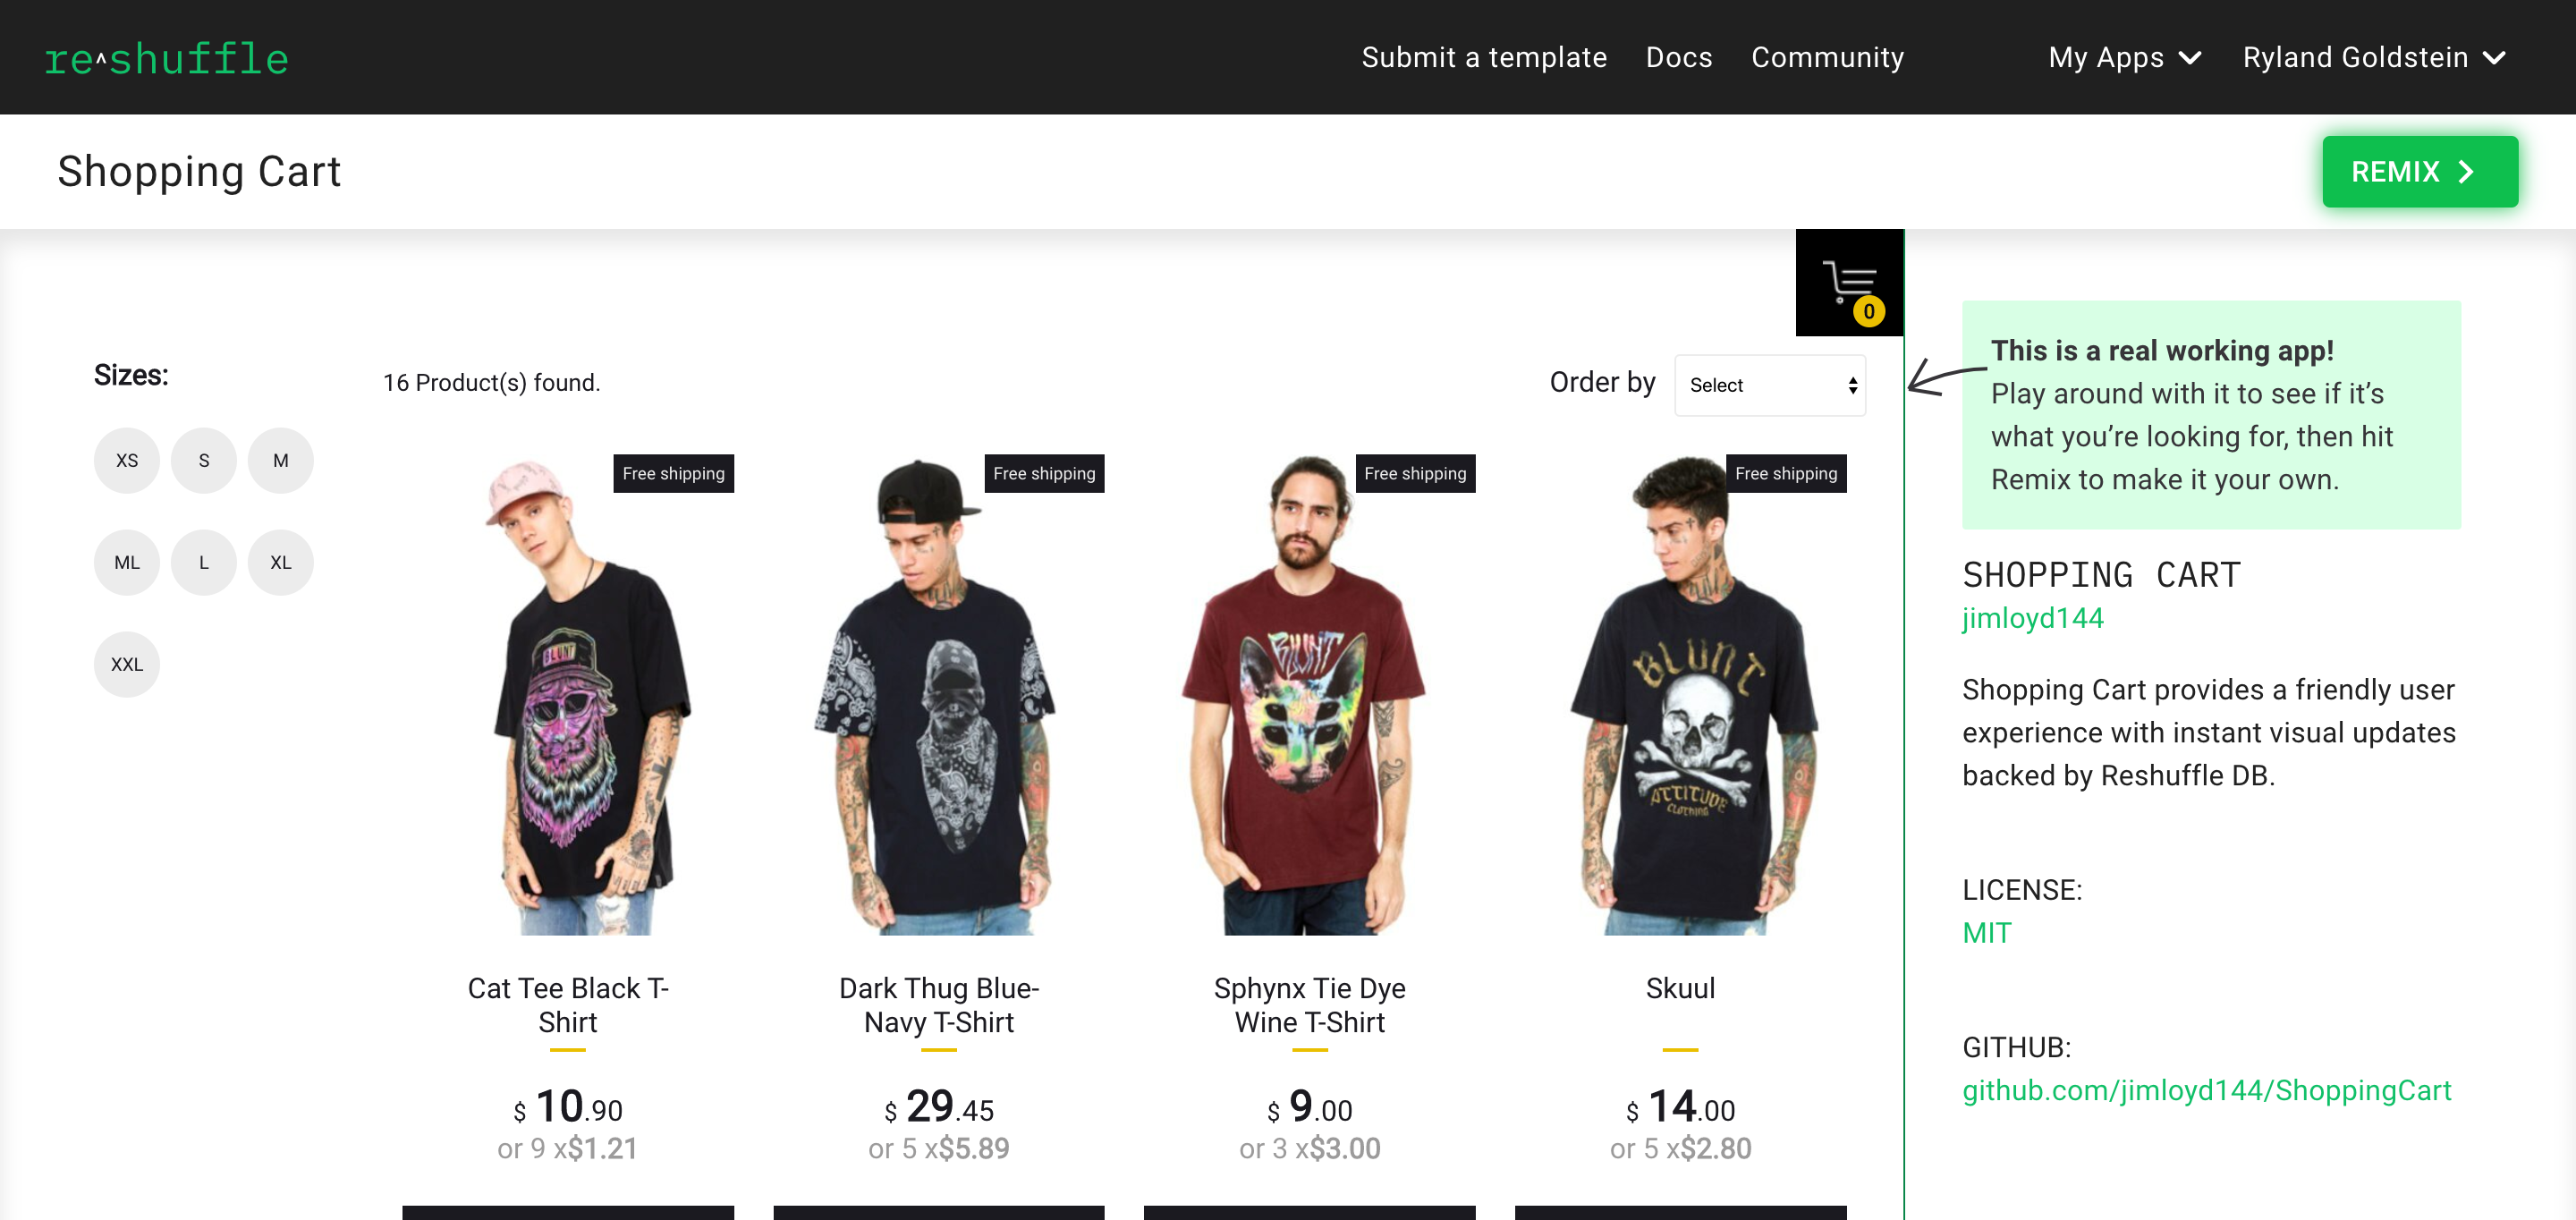 re^shuffle
Submit a template
Docs
Community
My Apps
Ryland Goldstein
Shopping Cart
REMIX
0
Sizes:
XS
S
M
ML
L
XL
XXL
16 Product(s) found.
Order by
Select
Free shipping
Free shipping
Free shipping
Free shipping
BLUNT
BLUNT
BLUNT
ATTITUDE
CLOTHING
Cat Tee Black T-
Shirt
$ 10.90
or 9 x$1.21
Dark Thug Blue-
Navy T-Shirt
$ 29.45
or 5 x$5.89
Sphynx Tie Dye
Wine T-Shirt
$ 9.00
or 3 x$3.00
Skuul
$ 14.00
or 5 x$2.80
This is a real working app!
Play around with it to see if it’s
what you’re looking for, then hit
Remix to make it your own.
SHOPPING CART
jimloyd144
Shopping Cart provides a friendly user
experience with instant visual updates
backed by Reshuffle DB.
LICENSE:
MIT
GITHUB:
github.com/jimloyd144/ShoppingCart